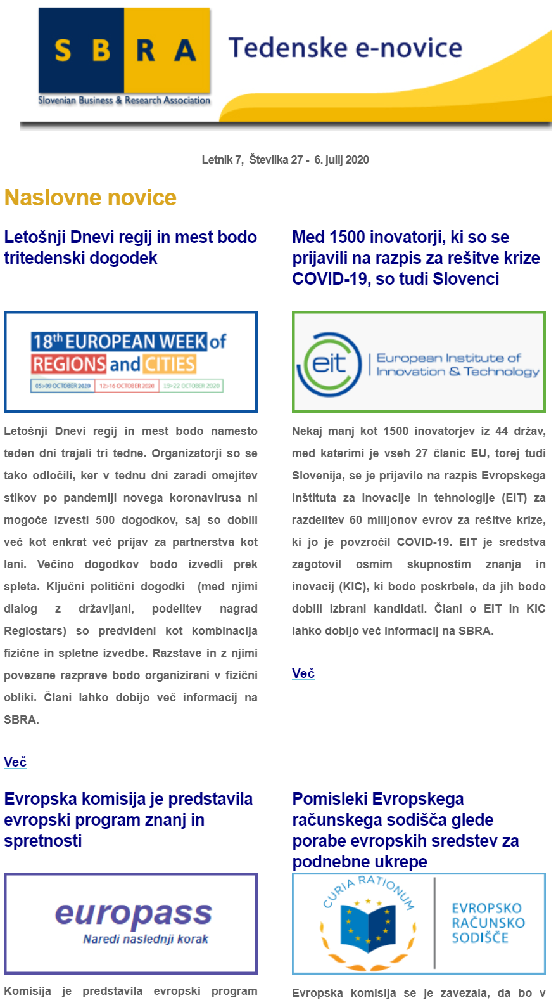 SBRA
Slovenian Business & Research Association
Tedenske e-novice
Letnik 7, Številka 27 - 6. julij 2020
Naslovne novice
Letošnji Dnevi regij in mest bodo
tritedenski dogodek
18th EUROPEAN WEEK of
REGIONS and CITIES
05>09 OCTOBER 2020 12>16 OCTOBER 2020 19>22 OCTOBER 2020
Letošnji Dnevi regij in mest bodo namesto
teden dni trajali tri tedne. Organizatorji so se
tako odločili, ker v tednu dni zaradi omejitev
stikov po pandemiji novega koronavirusa ni
mogoče izvesti 500 dogodkov, saj so dobili
več kot enkrat več prijav za partnerstva kot
lani. Večino dogodkov bodo izvedli prek
spleta. Ključni politični dogodki (med njimi
dialog z državljani, podelitev nagrad
Regiostars) so predvideni kot kombinacija
fizične in spletne izvedbe. Razstave in z njimi
povezane razprave bodo organizirani v fizični
obliki. Člani lahko dobijo več informacij na
SBRA.
Več
Med 1500 inovatorji, ki so se
prijavili na razpis za rešitve krize
COVID-19, so tudi Slovenci
eit
European Institute of
Innovation & Technology
Nekaj manj kot 1500 inovatorjev iz 44 držav,
med katerimi je vseh 27 članic EU, torej tudi
Slovenija, se je prijavilo na razpis Evropskega
inštituta za inovacije in tehnologije (EIT) za
razdelitev 60 milijonov evrov za rešitve krize,
ki jo je povzročil COVID-19. EIT je sredstva
zagotovil osmim skupnostim znanja in
inovacij (KIC), ki bodo poskrbele, da jih bodo
dobili izbrani kandidati. Člani o EIT in KIC
lahko dobijo več informacij na SBRA.
Več
Evropska komisija je predstavila
evropski program znanj in
spretnosti
europass
Naredi naslednji korak
Komisija je predstavila evropski program
Pomisleki Evropskega
računskega sodišča glede
porabe evropskih sredstev za
podnebne ukrepe
CURIA RATIONUM
EVROPSKO
RAČUNSKO
SODIŠČE
Evropska komisija se je zavezala, da bo v